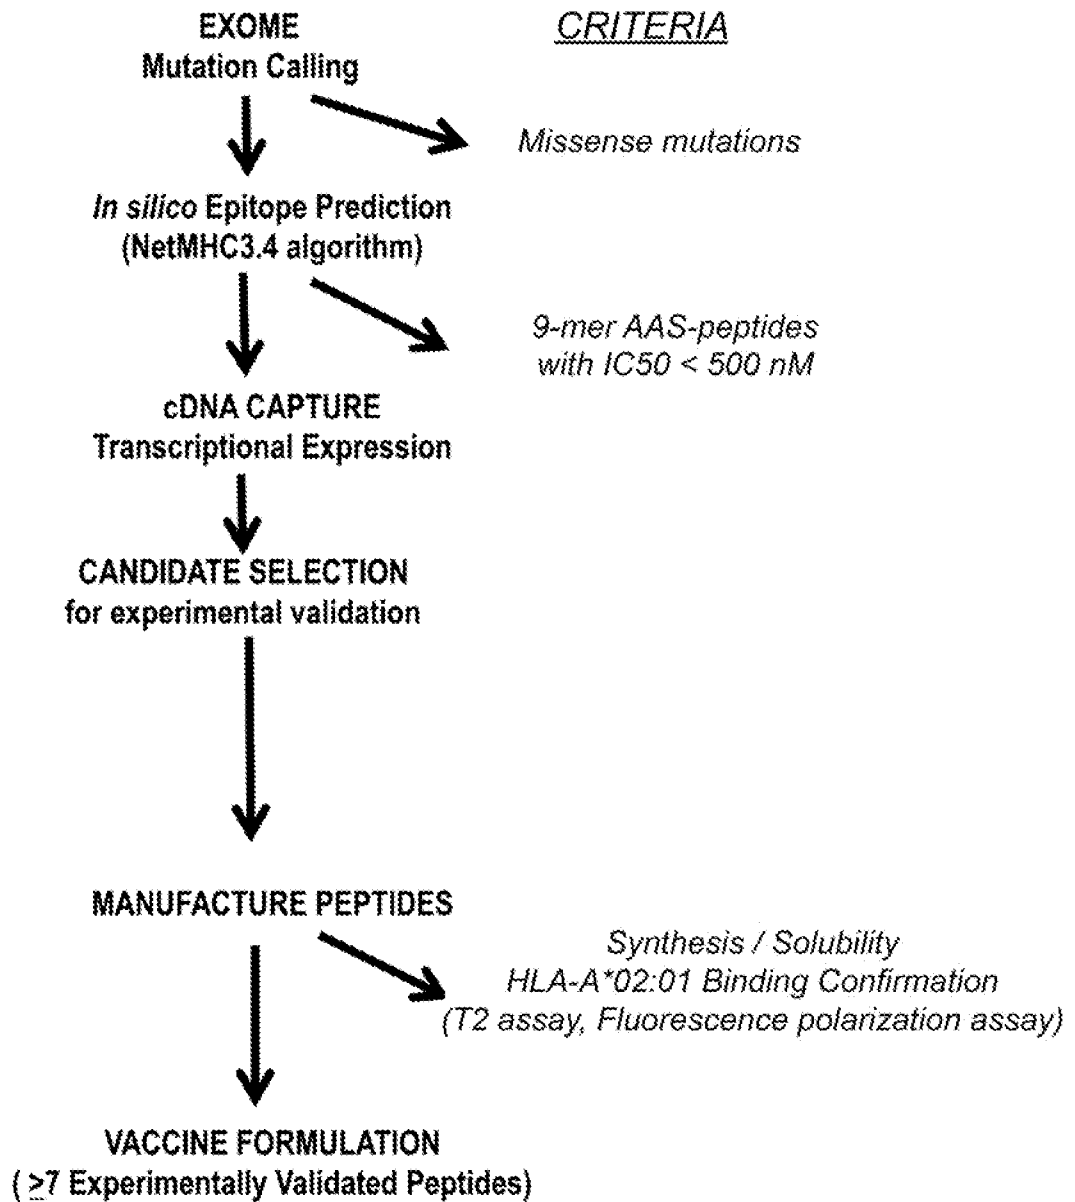 EXOME
Mutation Calling
CRITERIA
Missense mutations
In silico Epitope Prediction
(NetMHC3.4 algorithm)
9-mer AAS-peptides
with IC50 < 500 nM
cDNA CAPTURE
Transcriptional Expression
CANDIDATE SELECTION
for experimental validation
MANUFACTURE PEPTIDES
Synthesis / Solubility
HLA-A*02:01 Binding Confirmation
(T2 assay, Fluorescence polarization assay)
VACCINE FORMULATION
( ≥7 Experimentally Validated Peptides)